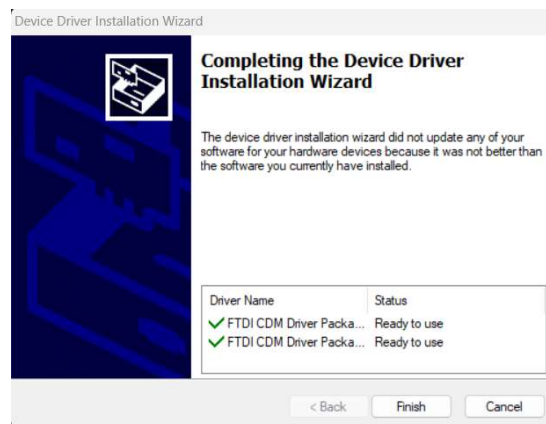 Device Driver Installation Wizard
Completing the Device Driver
Installation Wizard
The device driver installation wizard did not update any of your
software for your hardware devices because it was not better than
the software you currently have installed.
Driver Name Status
FTDI CDM Driver Packa... Ready to use
FTDI CDM Driver Packa... Ready to use
< Back Finish Cancel